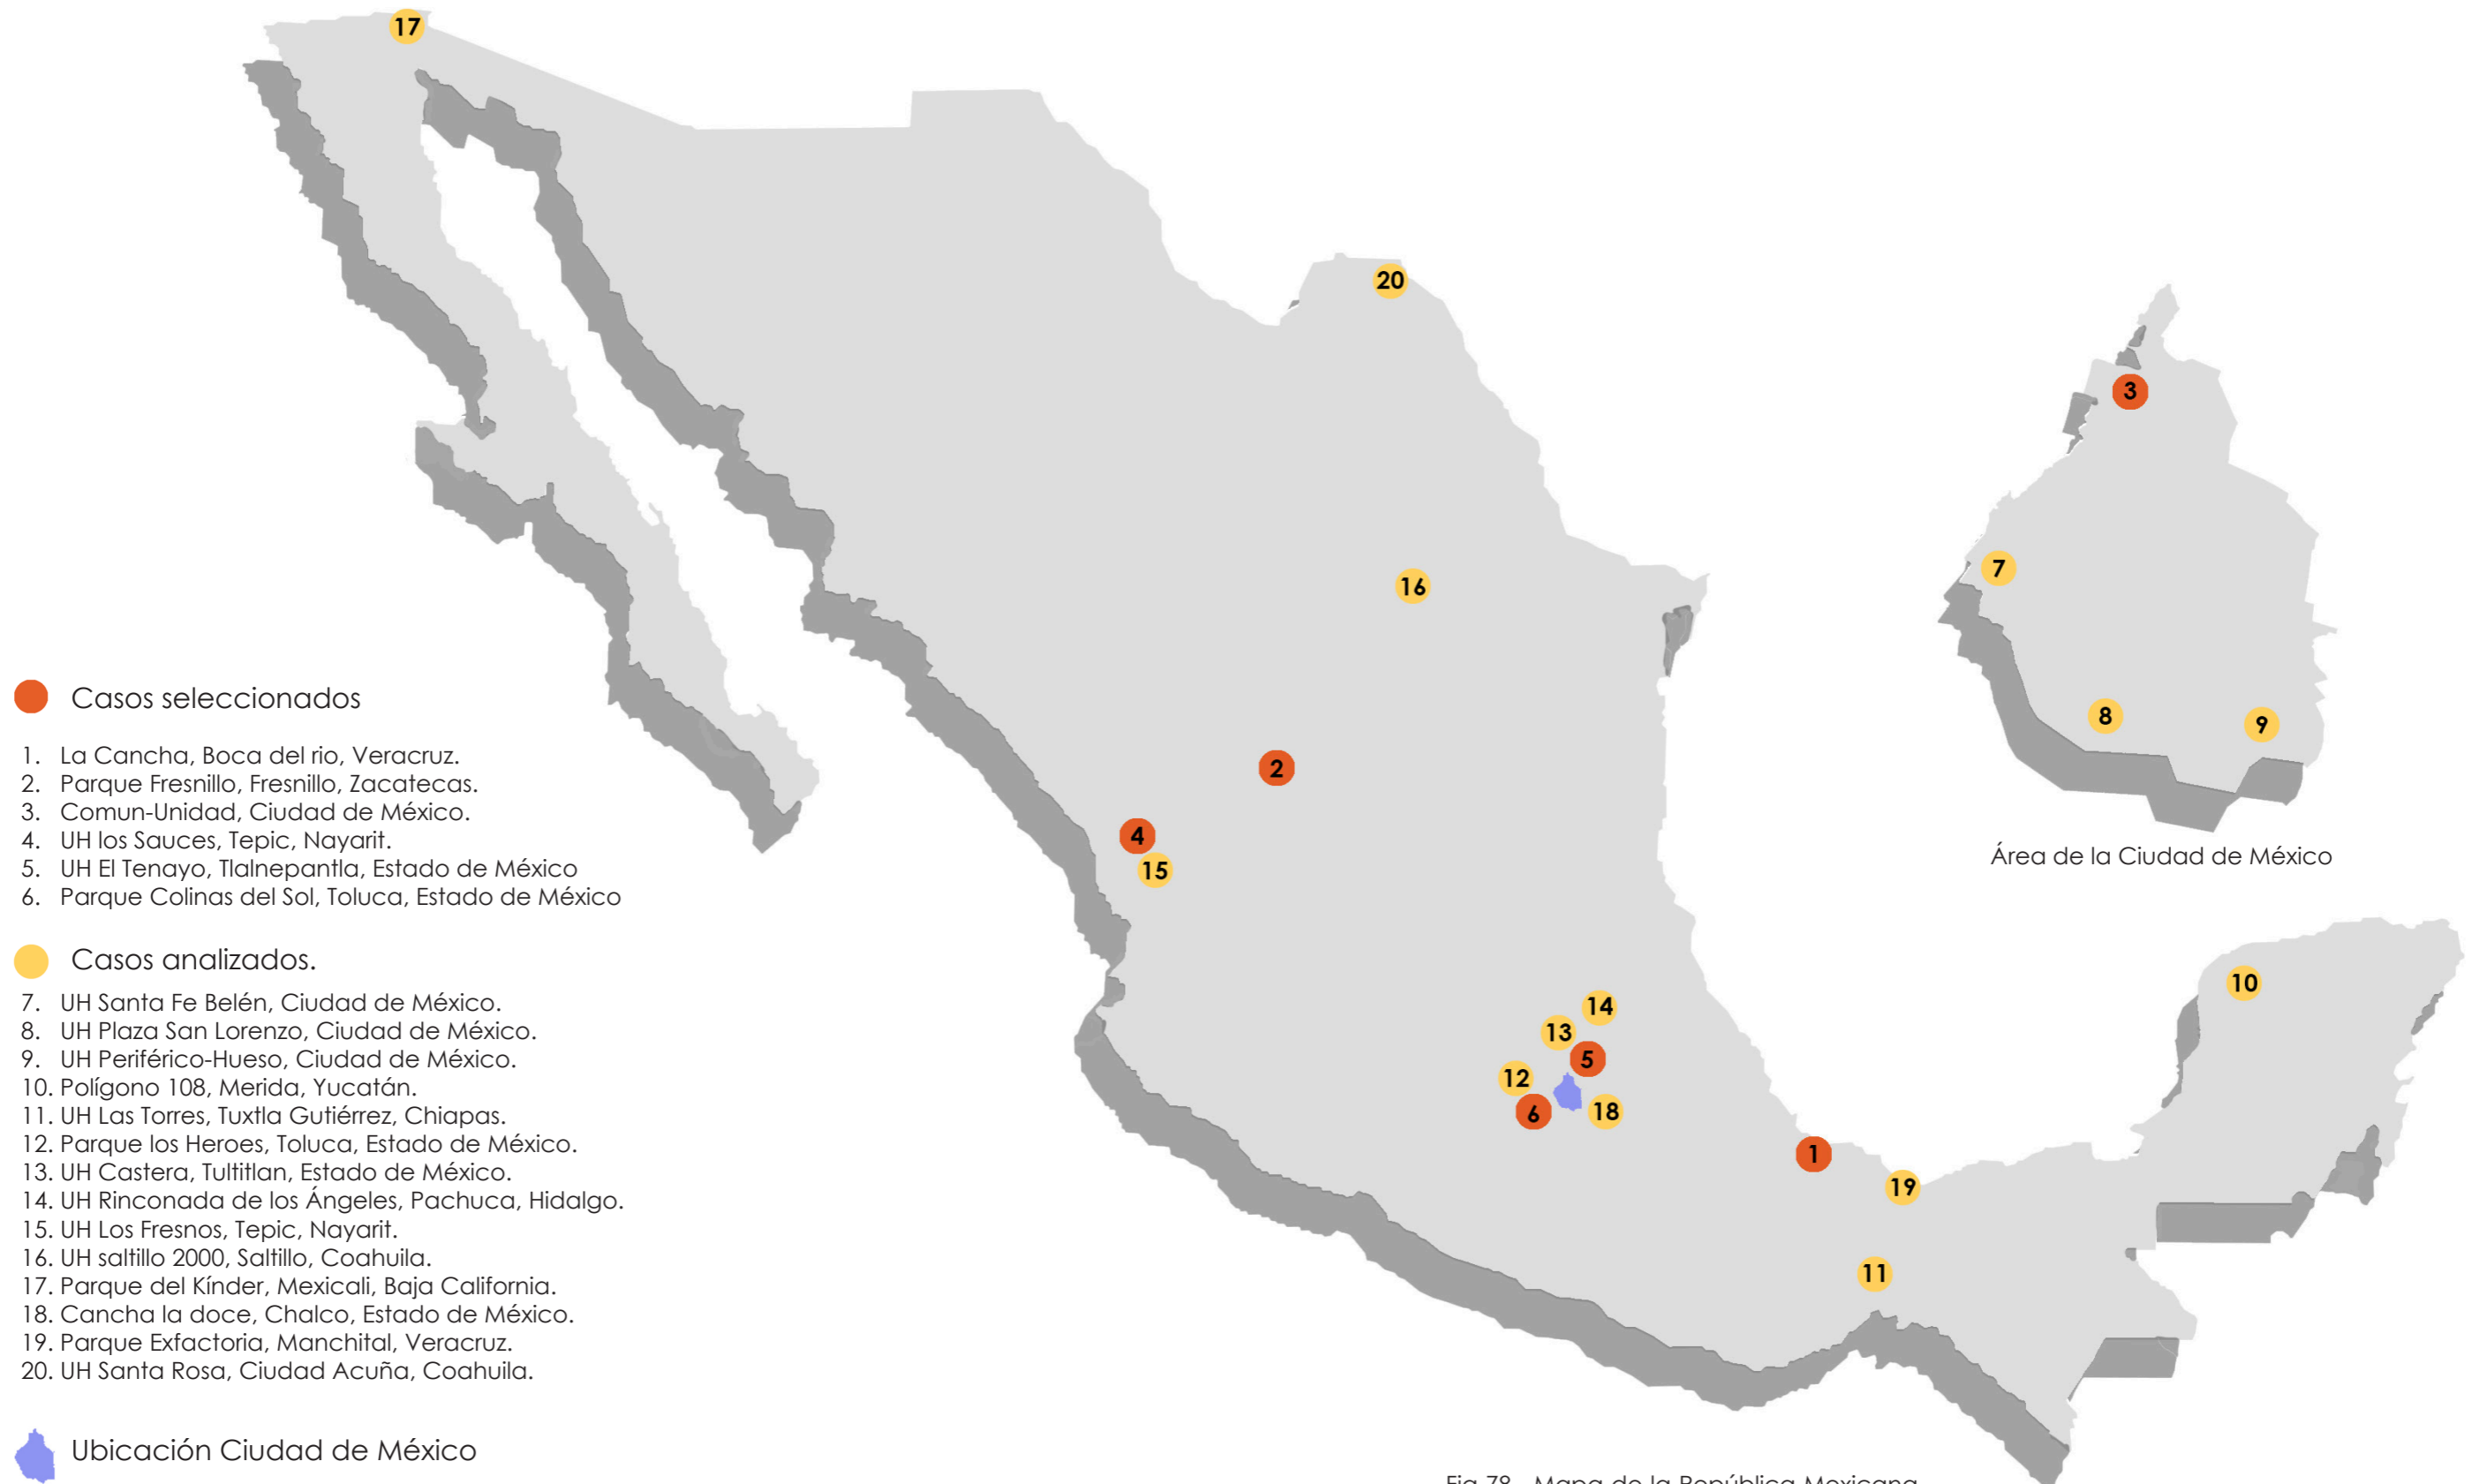 17
20
3
16
7
8
9
Casos seleccionados
1. La Cancha, Boca del rio, Veracruz.
2. Parque Fresnillo, Fresnillo, Zacatecas.
3. Comun-Unidad, Ciudad de México.
4. UH los Sauces, Tepic, Nayarit.
5. UH El Tenayo, Tlalnepantla, Estado de México
6. Parque Colinas del Sol, Toluca, Estado de México
2
4
15
Área de la Ciudad de México
Casos analizados.
7. UH Santa Fe Belén, Ciudad de México.
8. UH Plaza San Lorenzo, Ciudad de México.
9. UH Periférico-Hueso, Ciudad de México.
10. Polígono 108, Merida, Yucatán.
11. UH Las Torres, Tuxtla Gutiérrez, Chiapas.
12. Parque los Heroes, Toluca, Estado de México.
13. UH Castera, Tultitlan, Estado de México.
14. UH Rinconada de los Ángeles, Pachuca, Hidalgo.
15. UH Los Fresnos, Tepic, Nayarit.
16. UH saltillo 2000, Saltillo, Coahuila.
17. Parque del Kínder, Mexicali, Baja California.
18. Cancha la doce, Chalco, Estado de México.
19. Parque Exfactoria, Manchital, Veracruz.
20. UH Santa Rosa, Ciudad Acuña, Coahuila.
10
14
13
5
12
6
18
1
19
11
Ubicación Ciudad de México
Fig 78.- Mapa de la República Mexicana